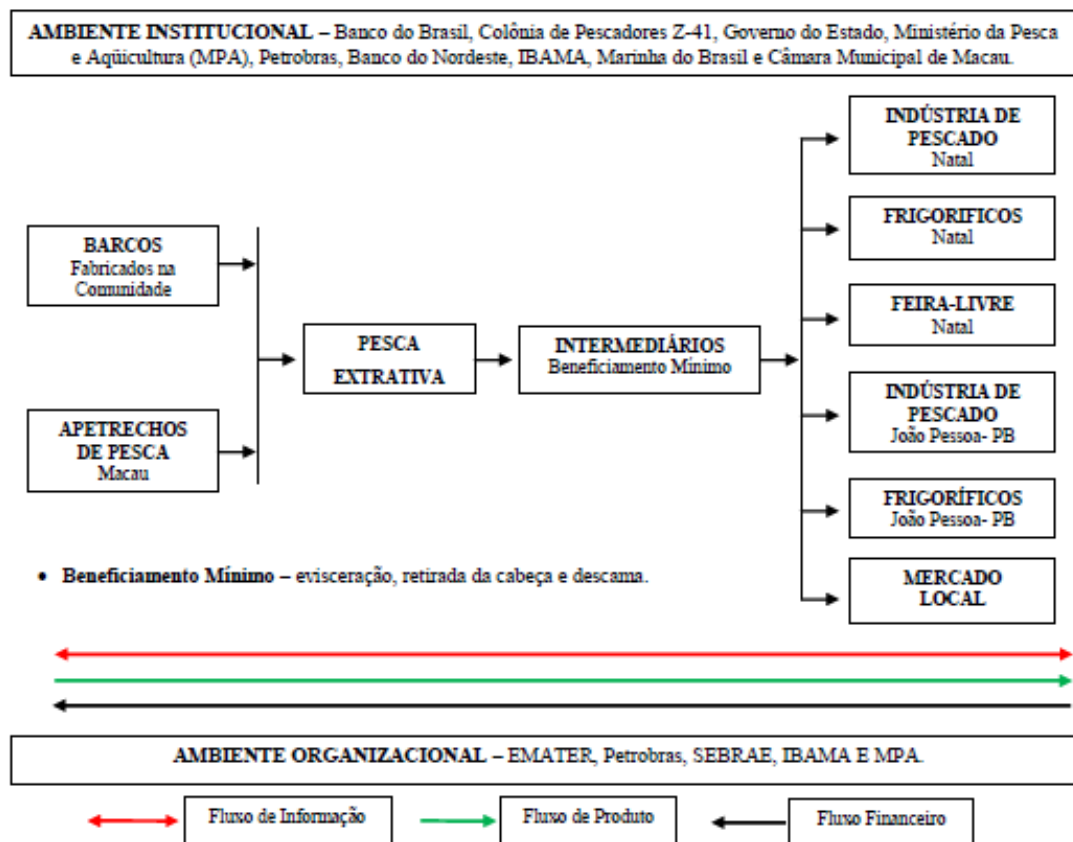 AMBIENTE INSTITUCIONAL – Banco do Brasil, Colônia de Pescadores Z-41, Governo do Estado, Ministério da Pesca
e Aqüicultura (MPA), Petrobras, Banco do Nordeste, IBAMA, Marinha do Brasil e Câmara Municipal de Macau.
BARCOS
Fabricados na
Comunidade
APETRECHOS
DE PESCA
Macau
PESCA
EXTRATIVA
INTERMEDIÁRIOS
Beneficiamento Mínimo
INDÚSTRIA DE
PESCADO
Natal
FRIGORIFICOS
Natal
FEIRA-LIVRE
Natal
INDÚSTRIA DE
PESCADO
João Pessoa- PB
FRIGORÍFICOS
João Pessoa- PB
MERCADO
LOCAL
• Beneficiamento Mínimo – evisceração, retirada da cabeça e descama.
AMBIENTE ORGANIZACIONAL – EMATER, Petrobras, SEBRAE, IBAMA E MPA.
Fluxo de Informação
Fluxo de Produto
Fluxo Financeiro